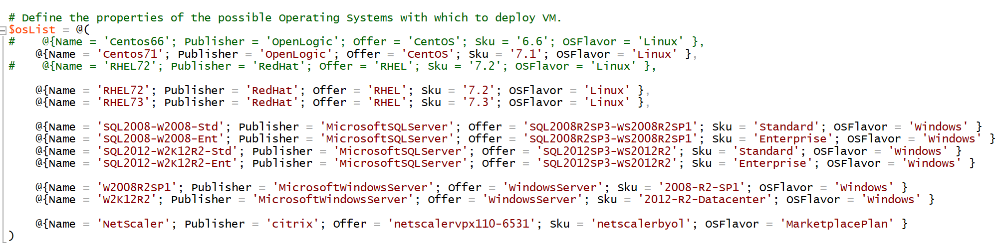 # Define the properties of the possible Operating Systems with which to deploy VM.
$osList = @(
#    @{Name = 'Centos66'; Publisher = 'OpenLogic'; Offer = 'CentOS'; Sku = '6.6'; OSFlavor = 'Linux' },
    @{Name = 'Centos71'; Publisher = 'OpenLogic'; Offer = 'CentOS'; Sku = '7.1'; OSFlavor = 'Linux' },
#    @{Name = 'RHEL72'; Publisher = 'RedHat'; Offer = 'RHEL'; Sku = '7.2'; OSFlavor = 'Linux' },
    @{Name = 'RHEL72'; Publisher = 'RedHat'; Offer = 'RHEL'; Sku = '7.2'; OSFlavor = 'Linux' },
    @{Name = 'RHEL73'; Publisher = 'RedHat'; Offer = 'RHEL'; Sku = '7.3'; OSFlavor = 'Linux' },
    @{Name = 'SQL2008-W2008-Std'; Publisher = 'MicrosoftSQLServer'; Offer = 'SQL2008R2SP3-WS2008R2SP1'; Sku = 'Standard'; OSFlavor = 'Windows' }
    @{Name = 'SQL2008-W2008-Ent'; Publisher = 'MicrosoftSQLServer'; Offer = 'SQL2008R2SP3-WS2008R2SP1'; Sku = 'Enterprise'; OSFlavor = 'Windows' }
    @{Name = 'SQL2012-W2K12R2-Std'; Publisher = 'MicrosoftSQLServer'; Offer = 'SQL2012SP3-WS2012R2'; Sku = 'Standard'; OSFlavor = 'Windows' }
    @{Name = 'SQL2012-W2K12R2-Ent'; Publisher = 'MicrosoftSQLServer'; Offer = 'SQL2012SP3-WS2012R2'; Sku = 'Enterprise'; OSFlavor = 'Windows' }
    @{Name = 'W2008R2SP1'; Publisher = 'MicrosoftWindowsServer'; Offer = 'WindowsServer'; Sku = '2008-R2-SP1'; OSFlavor = 'Windows' }
    @{Name = 'W2K12R2'; Publisher = 'MicrosoftWindowsServer'; Offer = 'WindowsServer'; Sku = '2012-R2-Datacenter'; OSFlavor = 'Windows' }
    @{Name = 'NetScaler'; Publisher = 'citrix'; Offer = 'netscalervpx110-6531'; Sku = 'netscalerbyol'; OSFlavor = 'MarketplacePlan' }
)